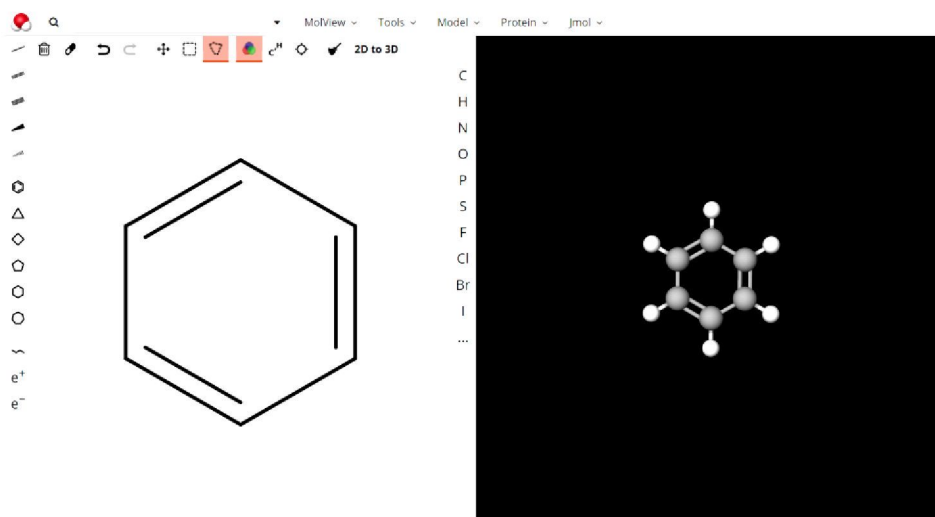 MolView Tools Model Protein Jmol
2D to 3D
C
H
N
O
P
S
F
Cl
Br
I
...
e⁺
e⁻